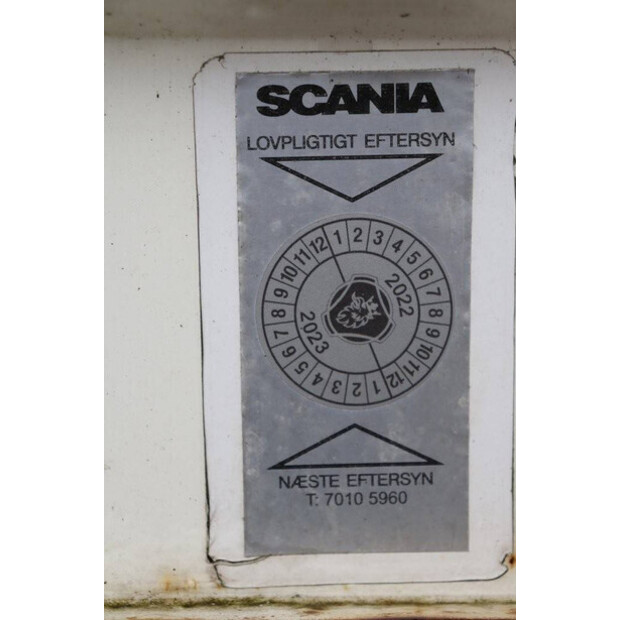 SCANIA
LOVPLIGTIGT EFTERSYN
1 2 3 4 5 6 7 8 9 10 11 12
2022
1 2 3 4 5 6 7 8 9 10 11 12
2023
NÆSTE EFTERSYN
T: 7010 5960